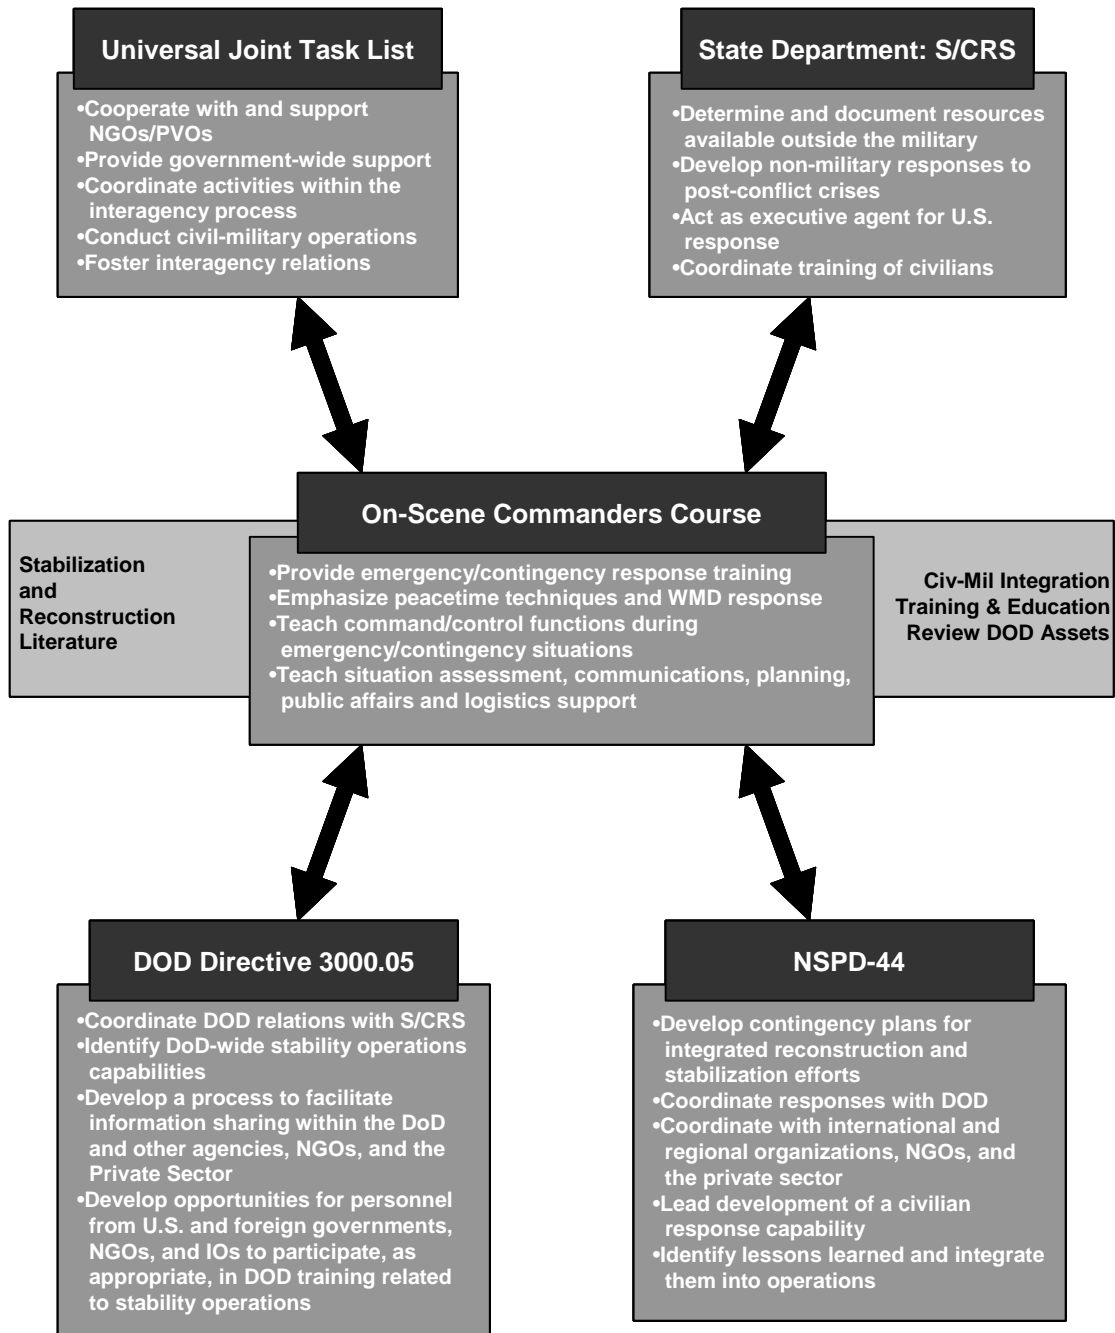 Universal Joint Task List
•Cooperate with and support
NGOs/PVOs
•Provide government-wide support
•Coordinate activities within the
interagency process
•Conduct civil-military operations
•Foster interagency relations
State Department: S/CRS
•Determine and document resources
available outside the military
•Develop non-military responses to
post-conflict crises
•Act as executive agent for U.S.
response
•Coordinate training of civilians
Stabilization
and
Reconstruction
Literature
On-Scene Commanders Course
•Provide emergency/contingency response training
•Emphasize peacetime techniques and WMD response
•Teach command/control functions during
emergency/contingency situations
•Teach situation assessment, communications, planning,
public affairs and logistics support
Civ-Mil Integration
Training & Education
Review DOD Assets
DOD Directive 3000.05
•Coordinate DOD relations with S/CRS
•Identify DoD-wide stability operations
capabilities
•Develop a process to facilitate
information sharing within the DoD
and other agencies, NGOs, and the
Private Sector
•Develop opportunities for personnel
from U.S. and foreign governments,
NGOs, and IOs to participate, as
appropriate, in DOD training related
to stability operations
NSPD-44
•Develop contingency plans for
integrated reconstruction and
stabilization efforts
•Coordinate responses with DOD
•Coordinate with international and
regional organizations, NGOs, and
the private sector
•Lead development of a civilian
response capability
•Identify lessons learned and integrate
them into operations